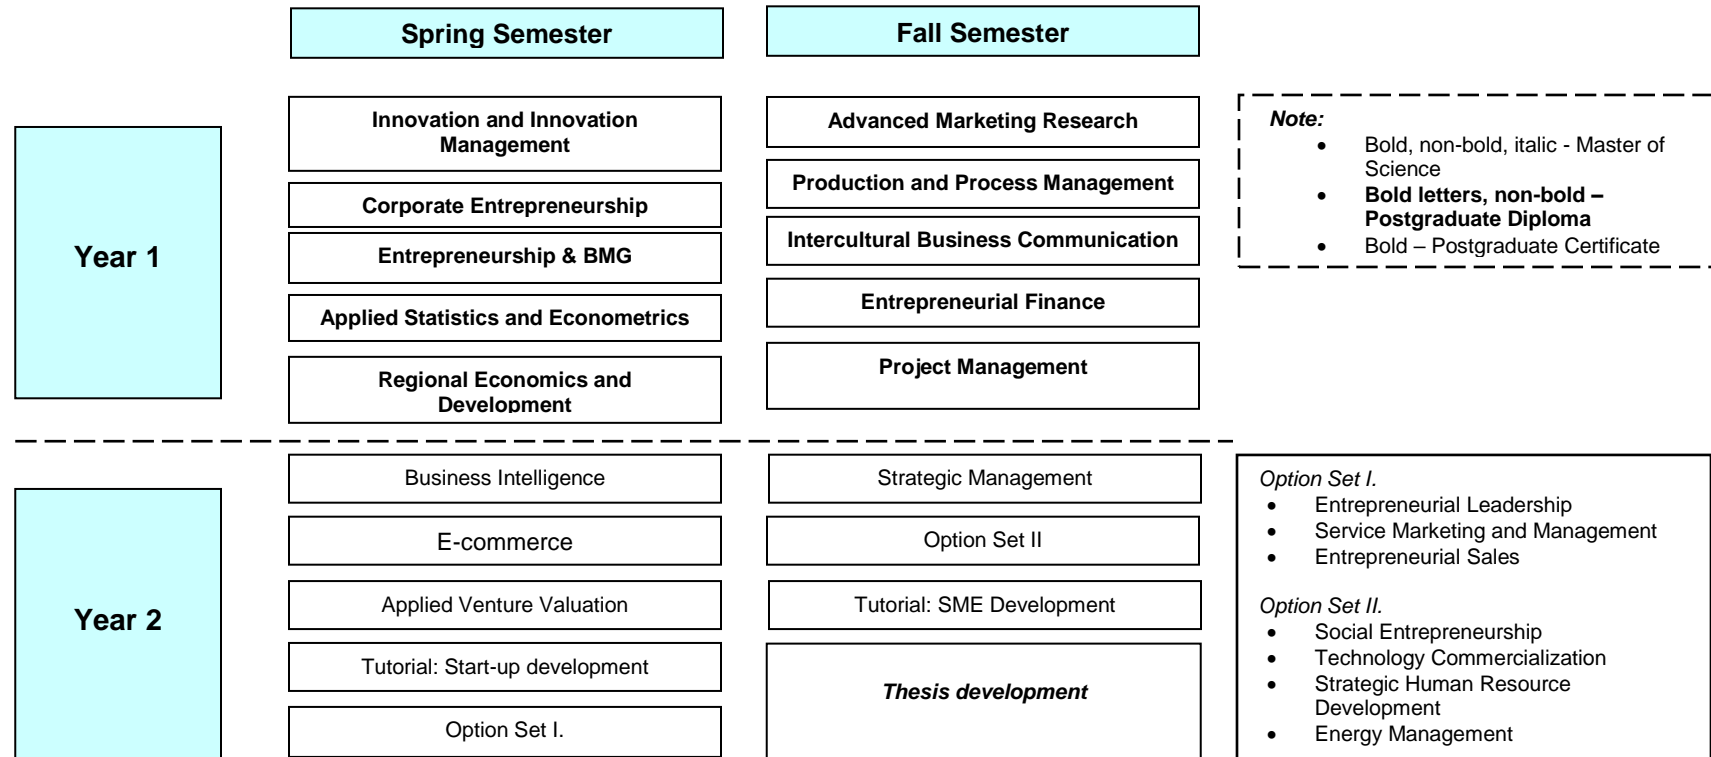 Spring Semester
Fall Semester
Year 1
Innovation and Innovation
Management
Corporate Entrepreneurship
Entrepreneurship & BMG
Applied Statistics and Econometrics
Regional Economics and
Development
Advanced Marketing Research
Production and Process Management
Intercultural Business Communication
Entrepreneurial Finance
Project Management
Note:
• Bold, non-bold, italic - Master of
Science
• Bold letters, non-bold –
Postgraduate Diploma
• Bold – Postgraduate Certificate
Year 2
Business Intelligence
E-commerce
Applied Venture Valuation
Tutorial: Start-up development
Option Set I.
Strategic Management
Option Set II
Tutorial: SME Development
Thesis development
Option Set I.
• Entrepreneurial Leadership
• Service Marketing and Management
• Entrepreneurial Sales
Option Set II.
• Social Entrepreneurship
• Technology Commercialization
• Strategic Human Resource
Development
• Energy Management